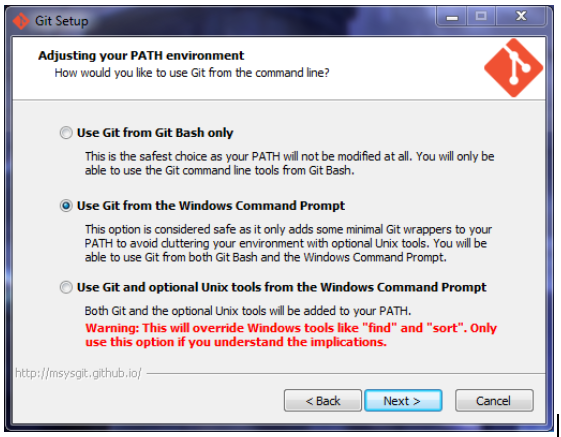 Git Setup
Adjusting your PATH environment
How would you like to use Git from the command line?
Use Git from Git Bash only
This is the safest choice as your PATH will not be modified at all. You will only be
able to use the Git command line tools from Git Bash.
Use Git from the Windows Command Prompt
This option is considered safe as it only adds some minimal Git wrappers to your
PATH to avoid cluttering your environment with optional Unix tools. You will be
able to use Git from both Git Bash and the Windows Command Prompt.
Use Git and optional Unix tools from the Windows Command Prompt
Both Git and the optional Unix tools will be added to your PATH.
Warning: This will override Windows tools like "find" and "sort". Only
use this option if you understand the implications.
http://msysgit.github.io/
< Back Next > Cancel